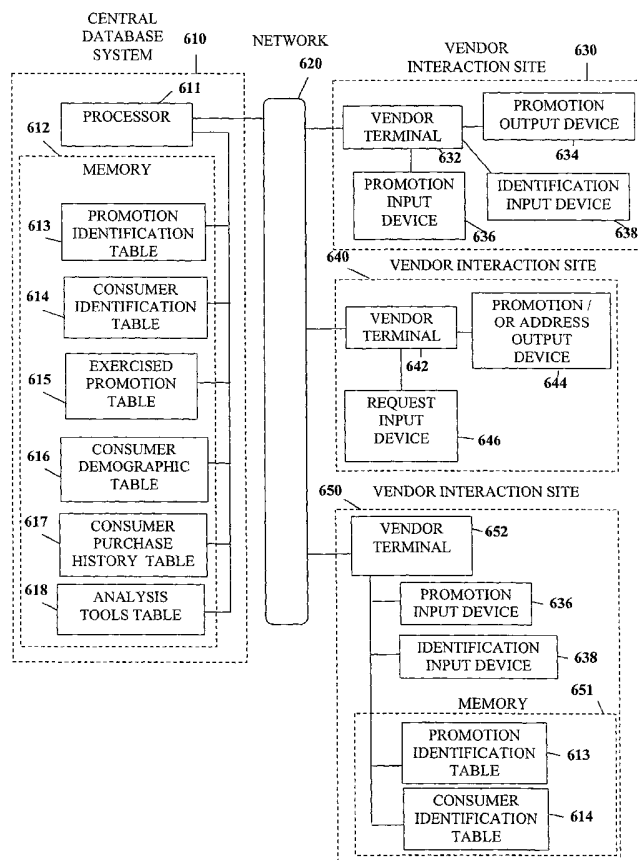 CENTRAL
DATABASE
SYSTEM
610
PROCESSOR
611
612
MEMORY
613
PROMOTION
IDENTIFICATION
TABLE
614
CONSUMER
IDENTIFICATION
TABLE
615
EXERCISED
PROMOTION
TABLE
616
CONSUMER
DEMOGRAPHIC
TABLE
617
CONSUMER
PURCHASE
HISTORY TABLE
618
ANALYSIS
TOOLS TABLE
NETWORK
620
VENDOR
INTERACTION SITE
630
VENDOR
TERMINAL
632
PROMOTION
OUTPUT DEVICE
634
PROMOTION
INPUT
DEVICE
636
IDENTIFICATION
INPUT DEVICE
638
640
VENDOR INTERACTION SITE
VENDOR
TERMINAL
642
PROMOTION /
OR ADDRESS
OUTPUT
DEVICE
644
REQUEST
INPUT
DEVICE
646
650
VENDOR INTERACTION SITE
VENDOR
TERMINAL
652
PROMOTION
INPUT DEVICE
636
IDENTIFICATION
INPUT DEVICE
638
651
MEMORY
PROMOTION
IDENTIFICATION
TABLE
613
CONSUMER
IDENTIFICATION
TABLE
614